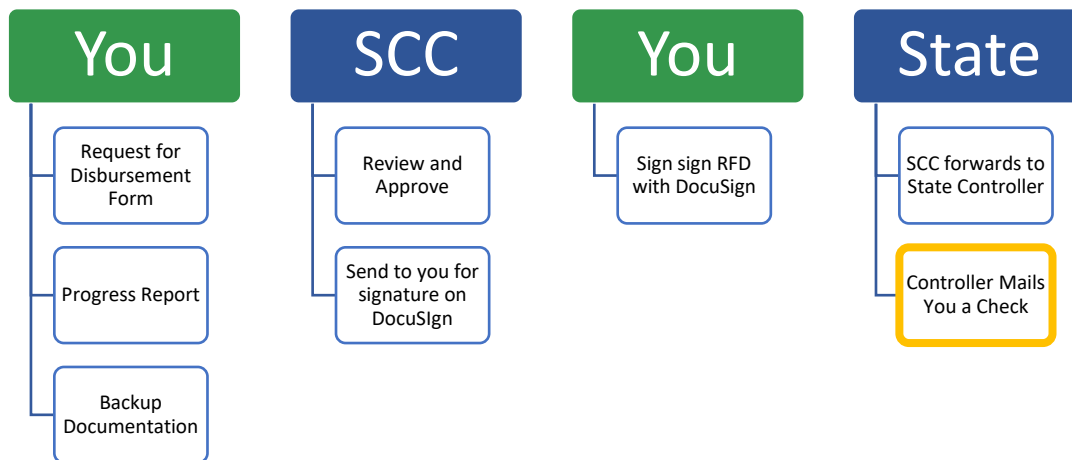 You
Request for
Disbursement
Form
Progress Report
Backup
Documentation
SCC
Review and
Approve
Send to you for
signature on
DocuSIgn
You
Sign sign RFD
with DocuSign
State
SCC forwards to
State Controller
Controller Mails
You a Check